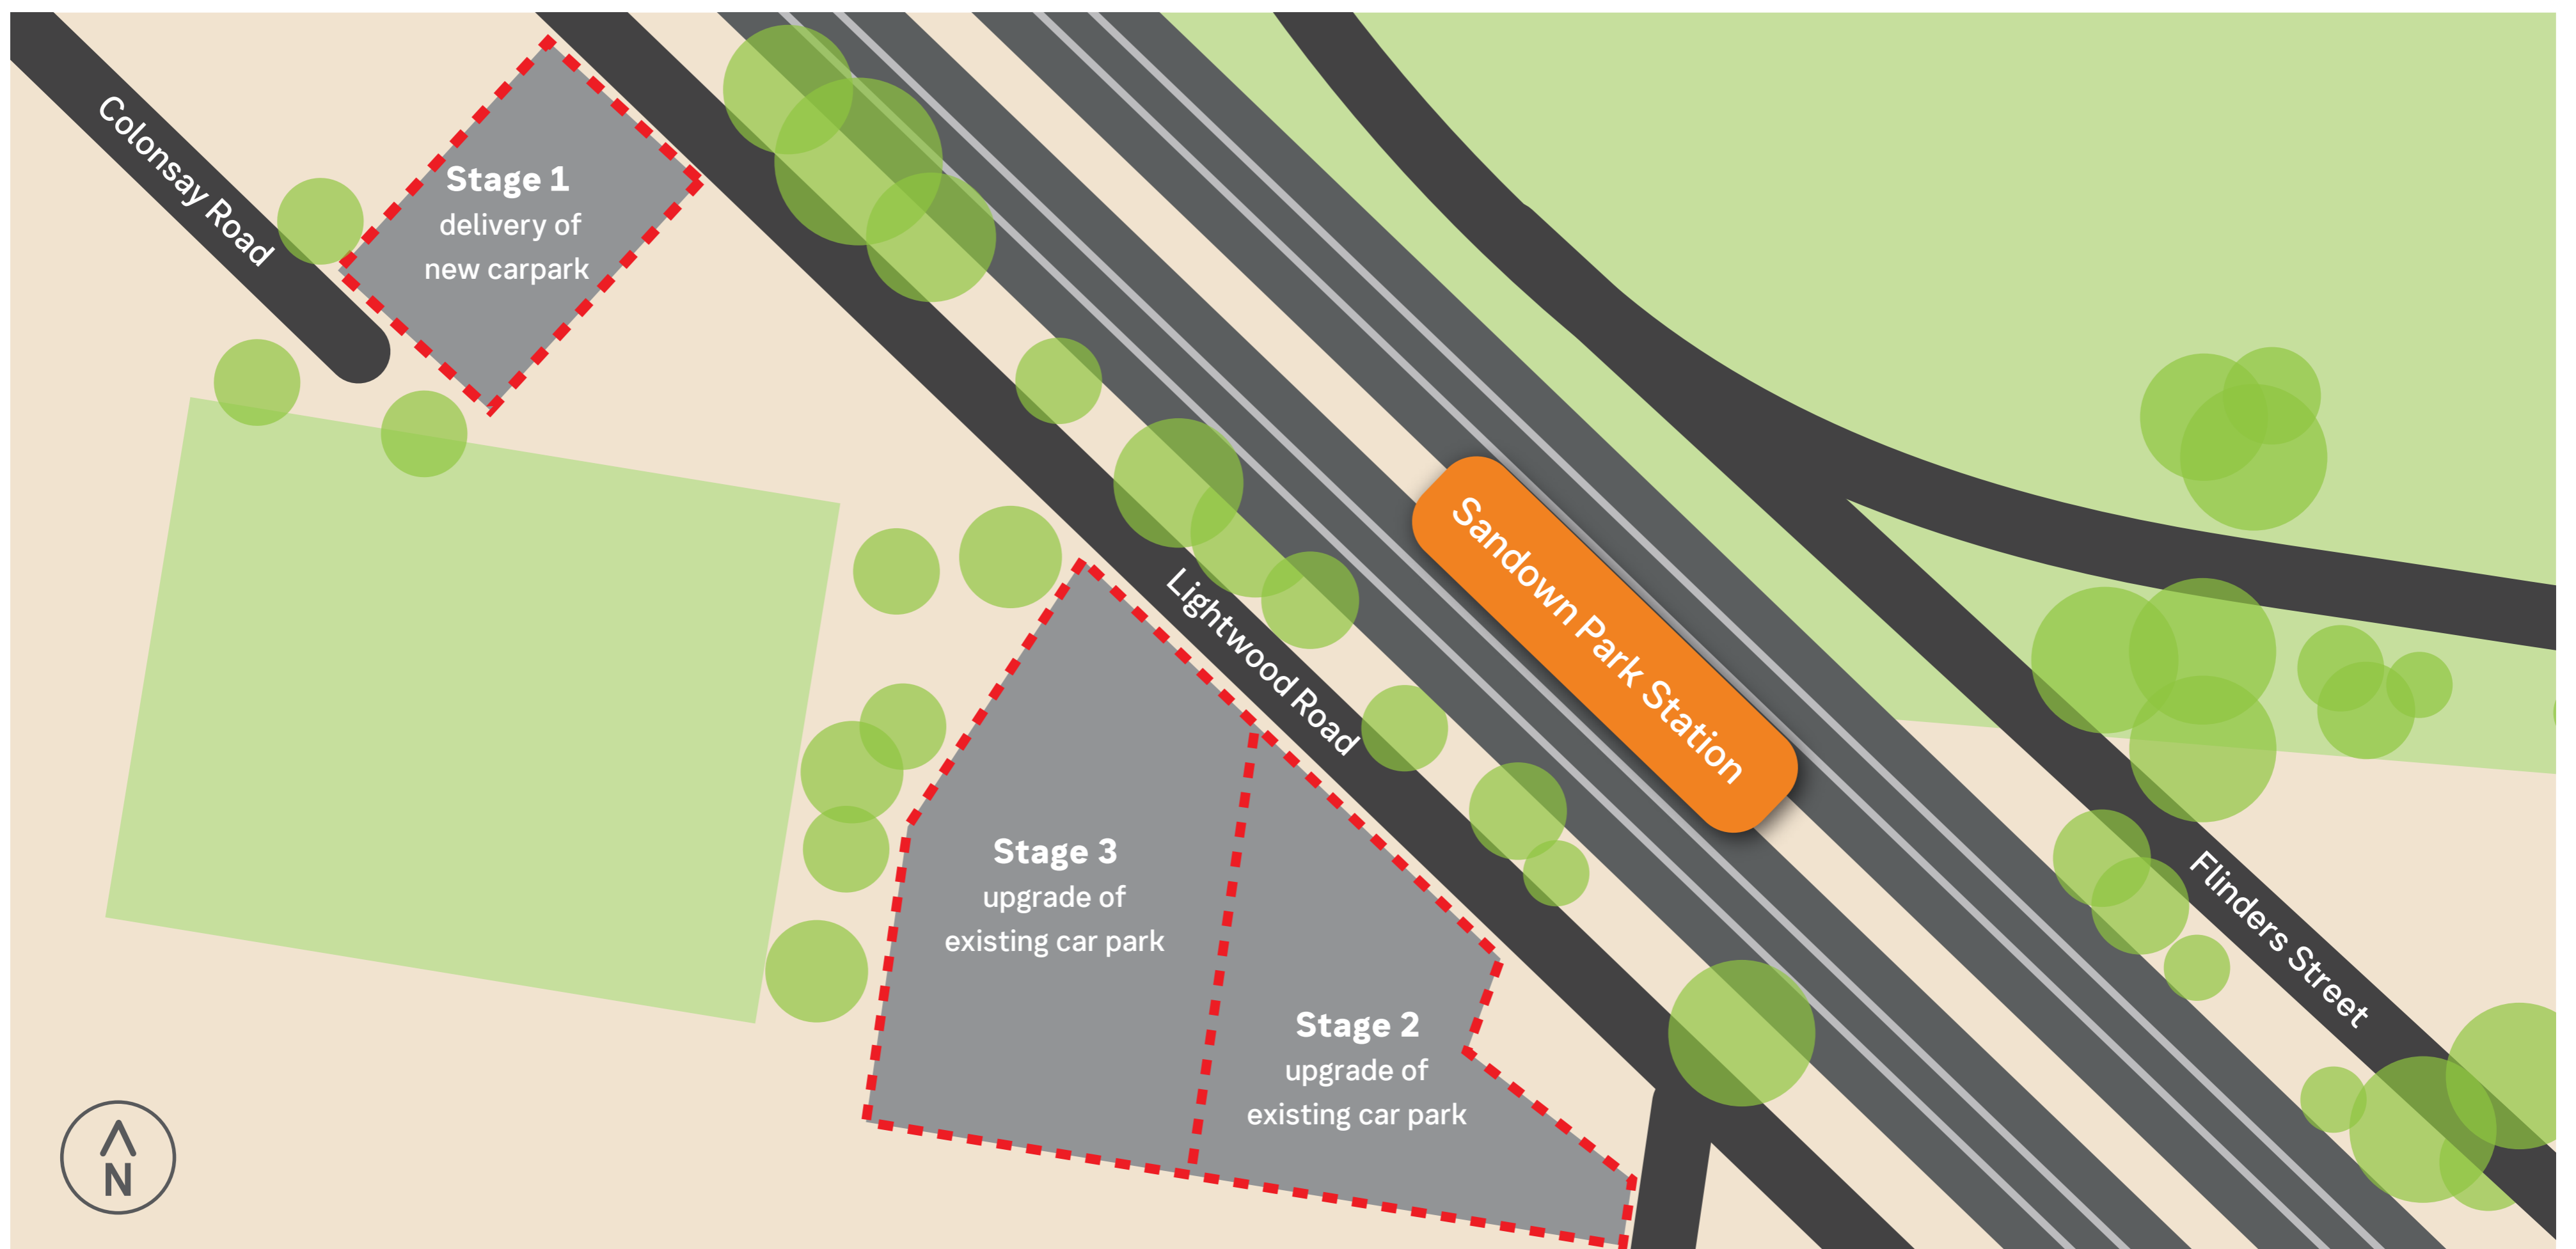 Colonsay Road
Stage 1
delivery of
new carpark
Sandown Park Station
Lightwood Road
Stage 3
upgrade of
existing car park
Stage 2
upgrade of
existing car park
Flinders Street
N